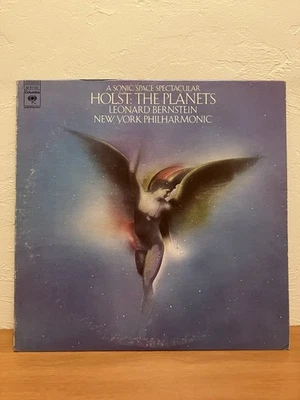 A SONIC SPACE SPECTACULAR
HOLST: THE PLANETS
LEONARD BERNSTEIN
NEW YORK PHILHARMONIC